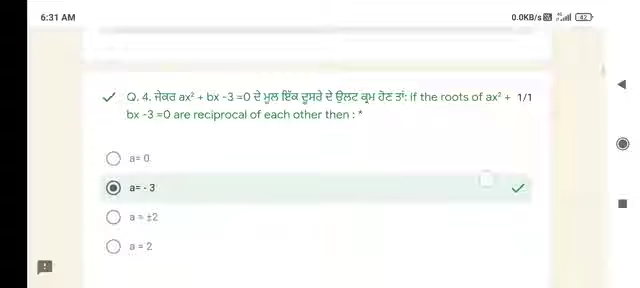 6:31 AM 0.0KB/s 42
Q. 4. ਜੇਕਰ ax² + bx -3 =0 ਦੇ ਮੂਲ ਇੱਕ ਦੂਸਰੇ ਦੇ ਉਲਟ ਕ੍ਰਮ ਹੋਣ ਤਾਂ: If the roots of ax² + 1/1
bx -3 =0 are reciprocal of each other then : *
a= 0
a= - 3
a = ±2
a = 2